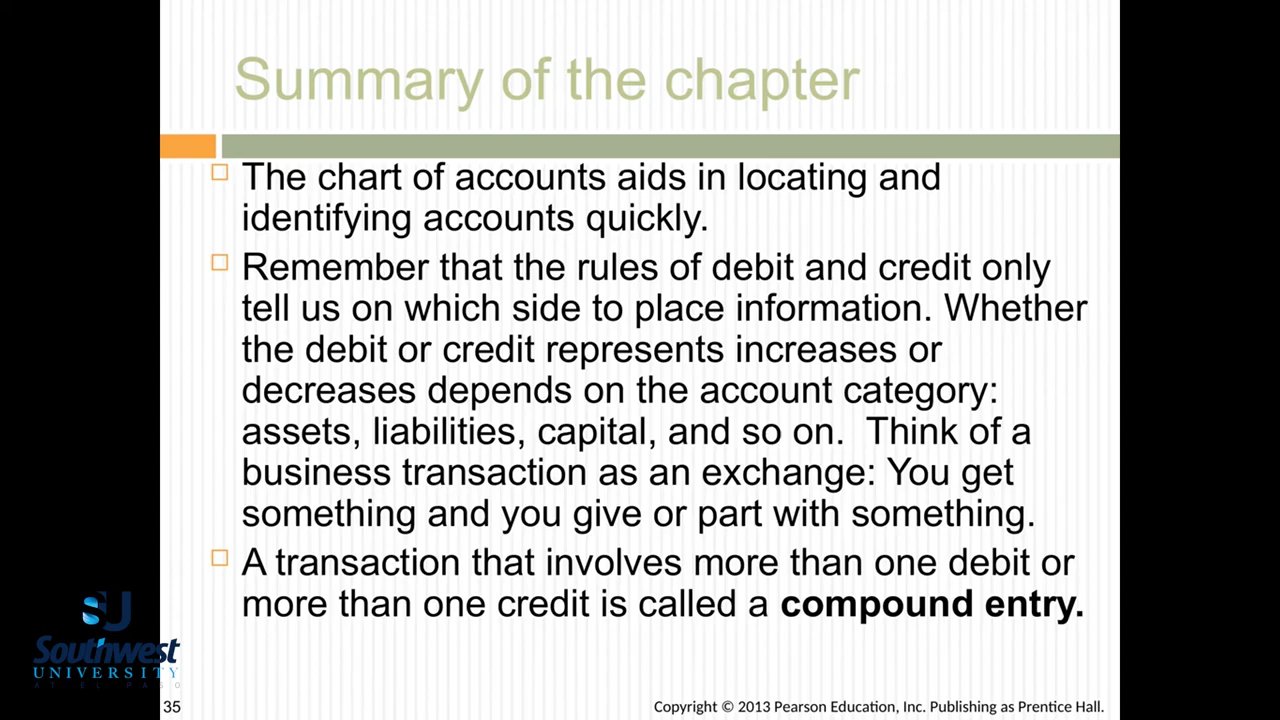 Summary of the chapter
The chart of accounts aids in locating and
identifying accounts quickly.
Remember that the rules of debit and credit only
tell us on which side to place information. Whether
the debit or credit represents increases or
decreases depends on the account category:
assets, liabilities, capital, and so on.  Think of a
business transaction as an exchange: You get
something and you give or part with something.
A transaction that involves more than one debit or
more than one credit is called a compound entry.
SU
Southwest
UNIVERSITY
AT EL PASO
35
Copyright © 2013 Pearson Education, Inc. Publishing as Prentice Hall.